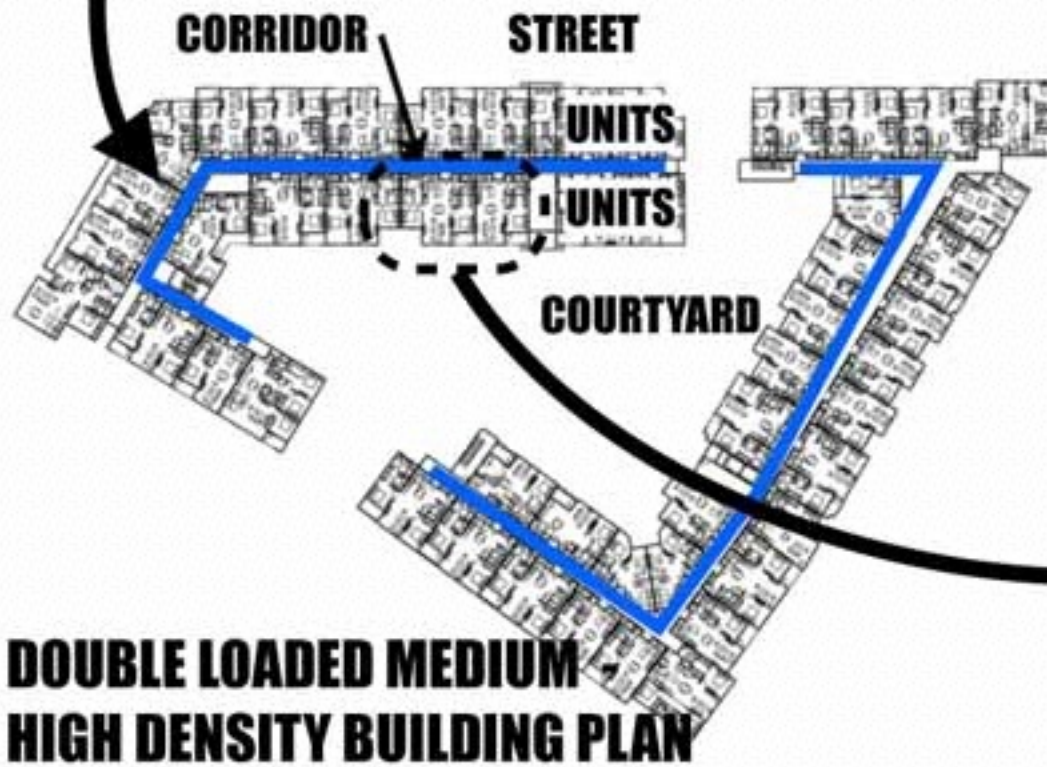 CORRIDOR
STREET
UNITS
UNITS
COURTYARD
DOUBLE LOADED MEDIUM -
HIGH DENSITY BUILDING PLAN